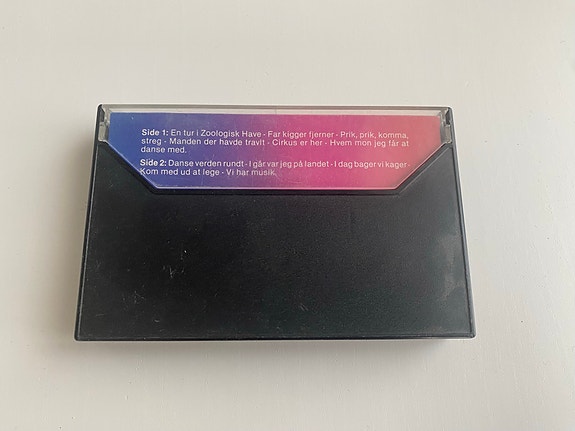 Side 1: En tur i Zoologisk Have - Far kigger fjerner - Prik, prik, komma,
streg - Manden der havde travlt - Cirkus er her - Hvem mon jeg får at
danse med.
Side 2: Danse verden rundt - I går var jeg på landet - I dag bager vi kager -
Kom med ud at lege - Vi har musik.